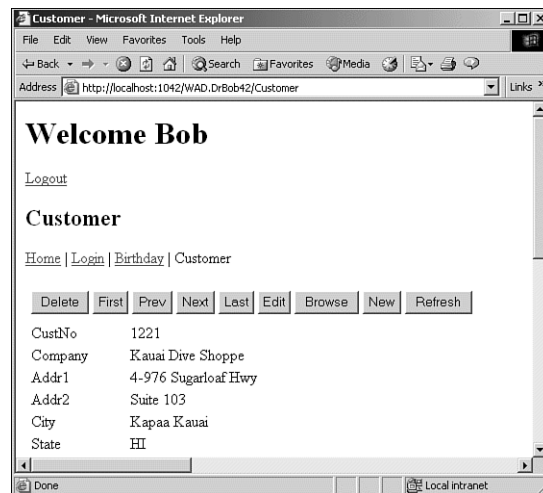 Customer - Microsoft Internet Explorer
File Edit View Favorites Tools Help
Back Search Favorites Media
Address http://localhost:1042/WAD.DrBob42/Customer Links »
Welcome Bob
Logout
Customer
Home | Login | Birthday | Customer
Delete First Prev Next Last Edit Browse New Refresh
CustNo 1221
Company Kauai Dive Shoppe
Addr1 4-976 Sugarloaf Hwy
Addr2 Suite 103
City Kapaa Kauai
State HI
Done Local intranet